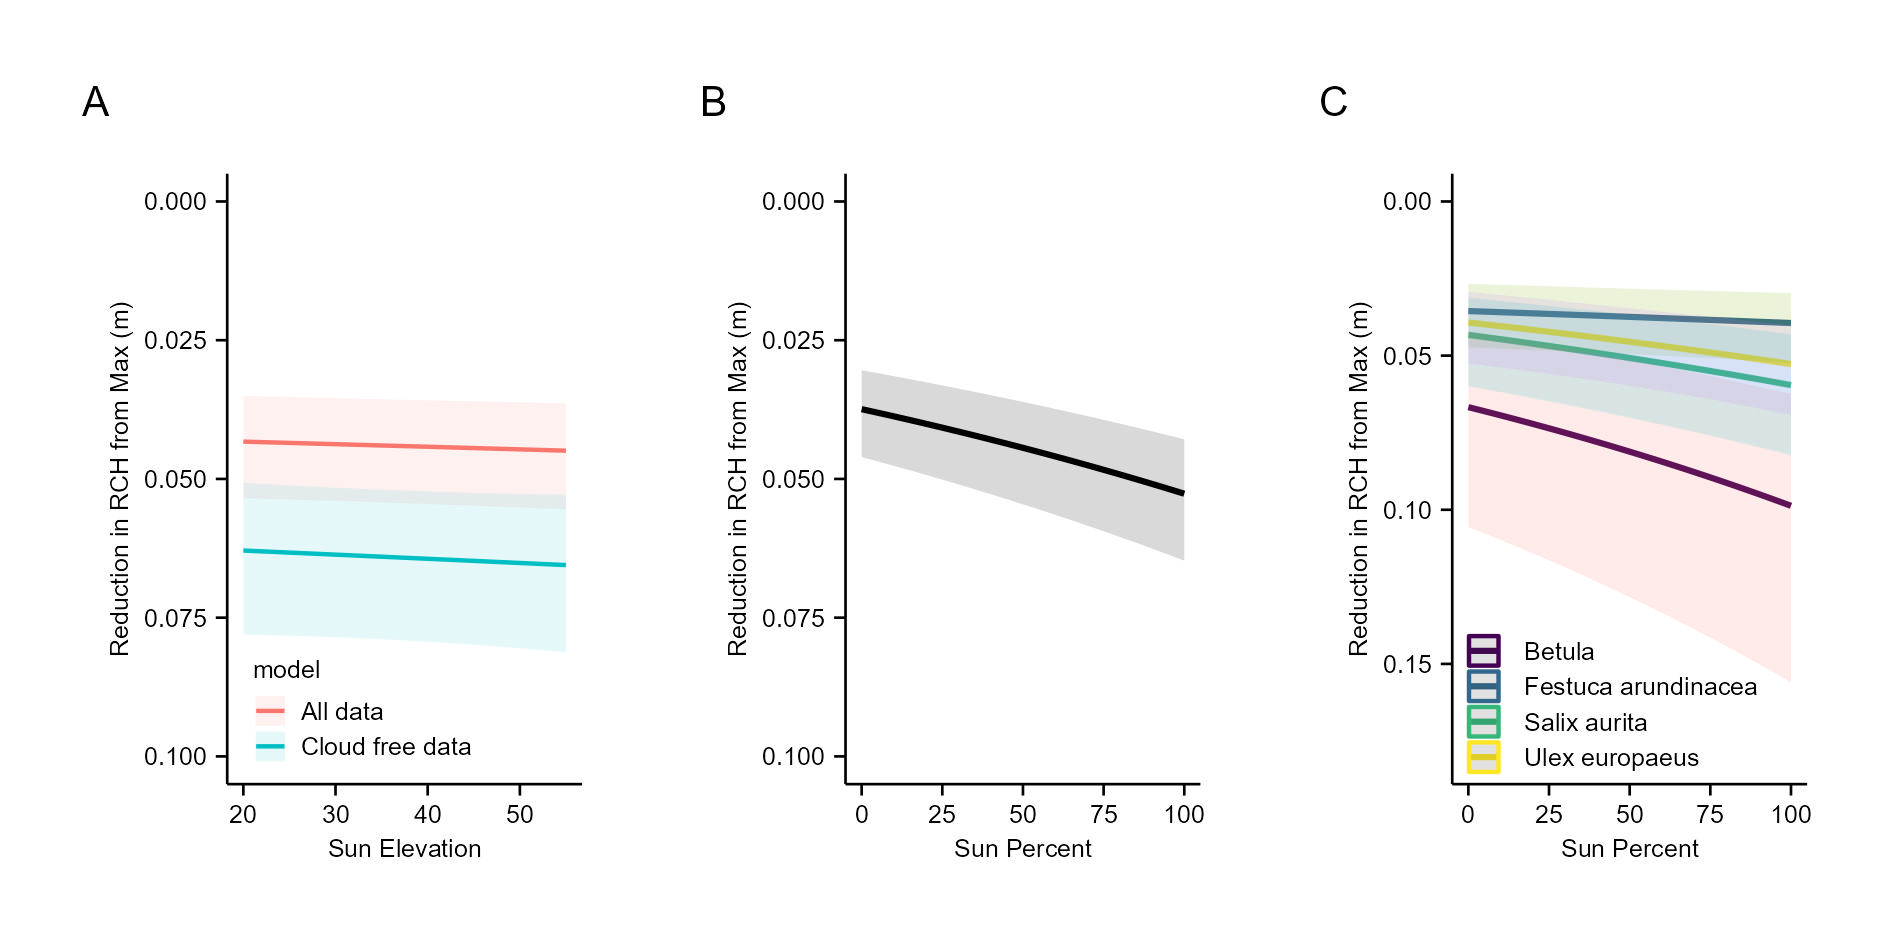 A
B
C
Reduction in RCH from Max (m)
0.000
0.025
0.050
0.075
0.100
model
All data
Cloud free data
20 30 40 50
Sun Elevation
Reduction in RCH from Max (m)
0.000
0.025
0.050
0.075
0.100
0 25 50 75 100
Sun Percent
Reduction in RCH from Max (m)
0.00
0.05
0.10
0.15
Betula
Festuca arundinacea
Salix aurita
Ulex europaeus
0 25 50 75 100
Sun Percent